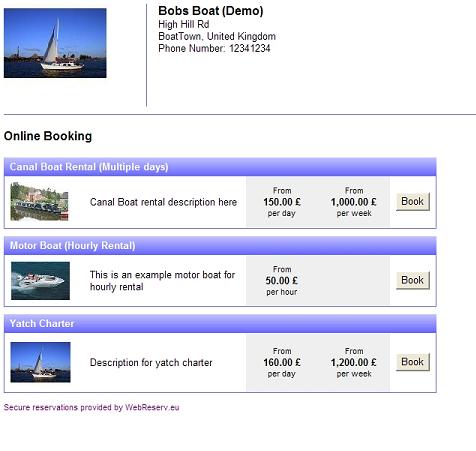 Bobs Boat (Demo)
High Hill Rd
BoatTown, United Kingdom
Phone Number: 12341234
Online Booking
Canal Boat Rental (Multiple days)
Canal Boat rental description here
From
150.00 £
per day
From
1,000.00 £
per week
Book
Motor Boat (Hourly Rental)
This is an example motor boat for
hourly rental
From
50.00 £
per hour
Book
Yatch Charter
Description for yatch charter
From
160.00 £
per day
From
1,200.00 £
per week
Book
Secure reservations provided by WebReserv.eu